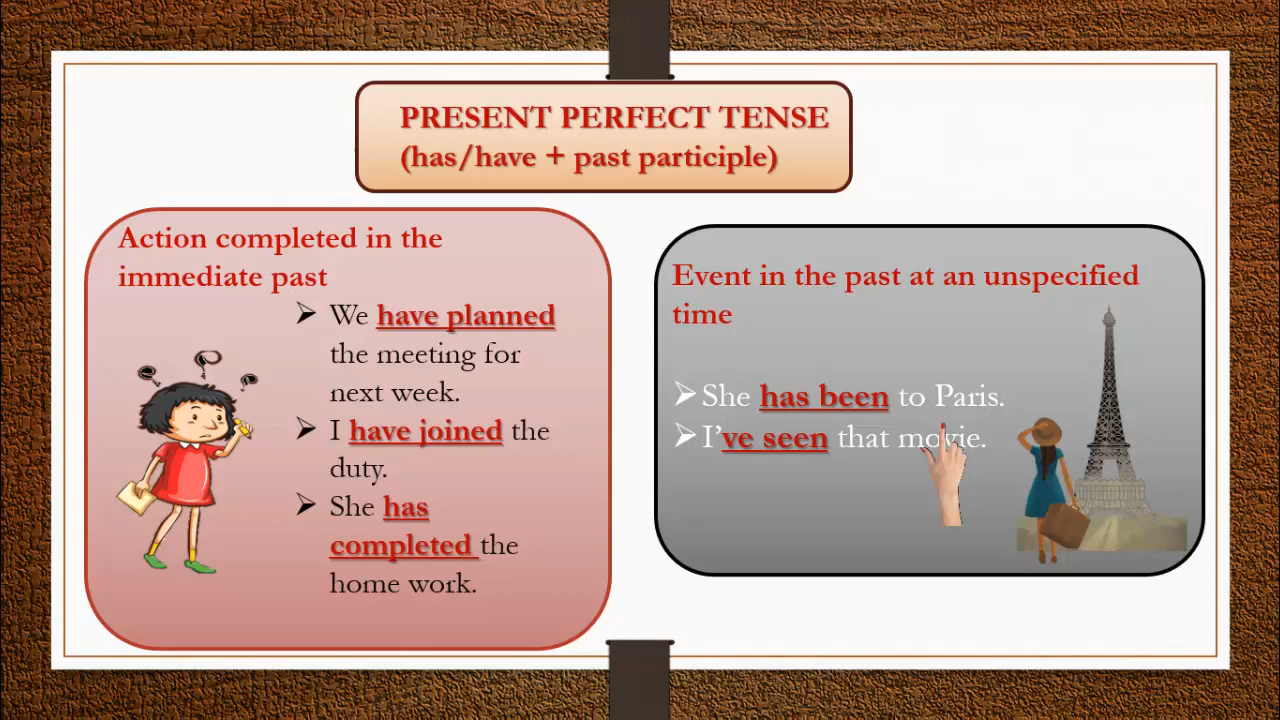 PRESENT PERFECT TENSE
(has/have + past participle)
Action completed in the
immediate past
➢ We have planned
the meeting for
next week.
➢ I have joined the
duty.
➢ She has
completed the
home work.
Event in the past at an unspecified
time
➢ She has been to Paris.
➢ I’ve seen that movie.